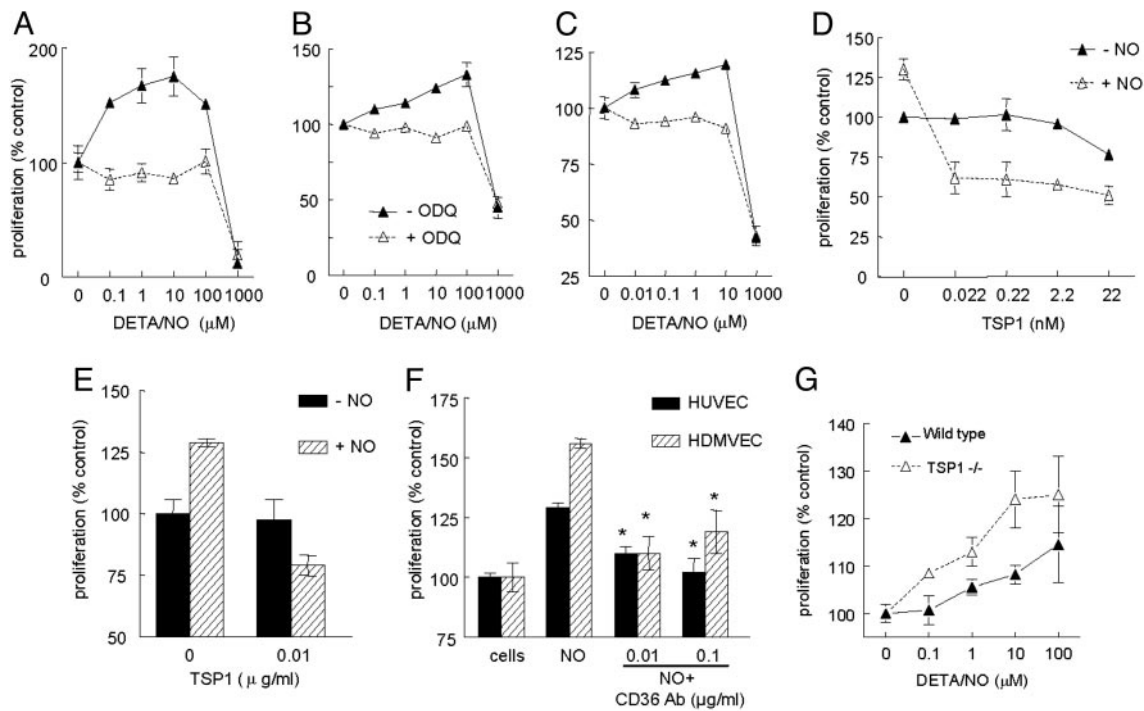 A
200
100
0
proliferation (% control)
0 0.1 1 10 100 1000
DETA/NO (μM)
B
150
125
100
75
50
25
0
- ODQ
+ ODQ
0 0.1 1 10 100 1000
DETA/NO (μM)
C
125
100
75
50
25
0 0.01 0.1 1 10 1000
DETA/NO (μM)
D
150
125
100
75
50
25
0
proliferation (% control)
- NO
+ NO
0 0.022 0.22 2.2 22
TSP1 (nM)
E
150
125
100
75
50
proliferation (% control)
- NO
+ NO
0 0.01
TSP1 ( μ g/ml)
F
175
150
125
100
75
proliferation (% control)
HUVEC
HDMVEC
* * * *
cells NO 0.01 0.1
NO+
CD36 Ab (μg/ml)
G
140
130
120
110
100
proliferation (% control)
Wild type
TSP1 -/-
0 0.1 1 10 100
DETA/NO (μM)